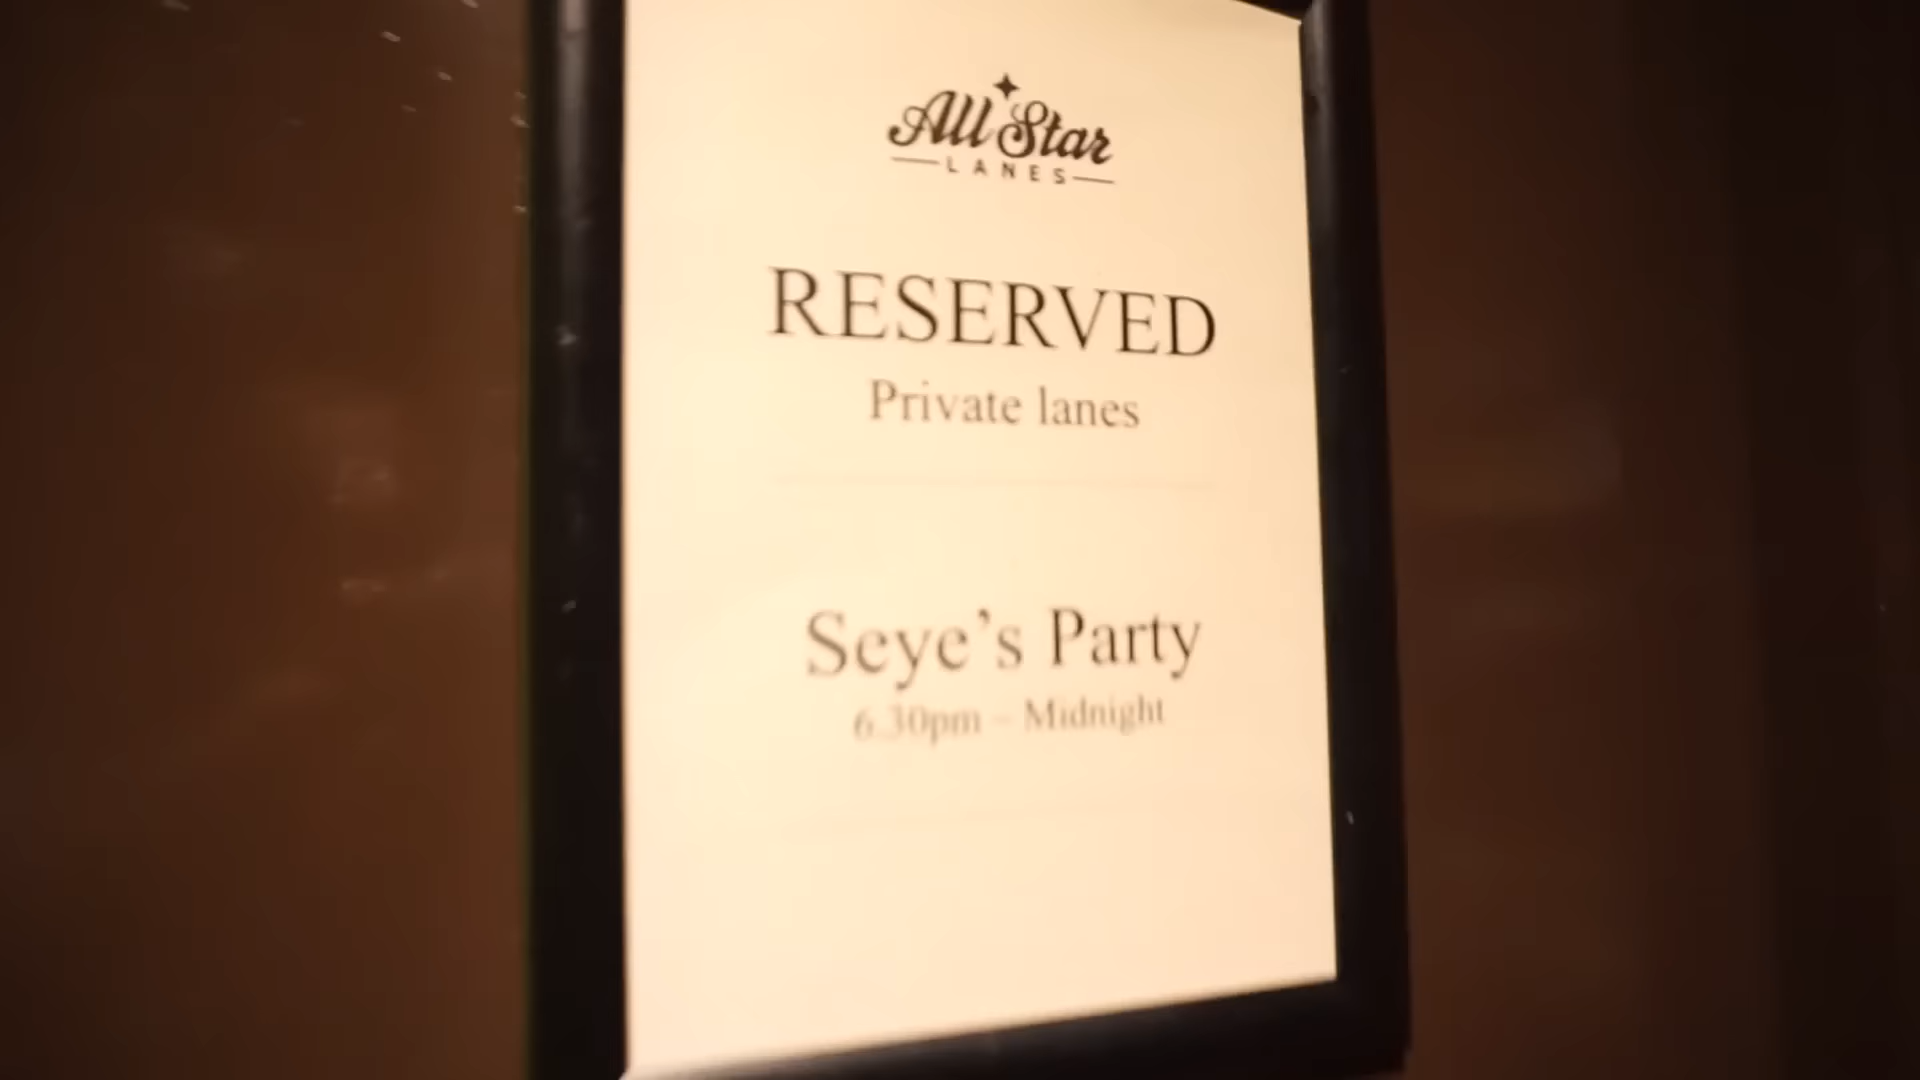 All Star
LANES
RESERVED
Private lanes
Seye's Party
6.30pm – Midnight